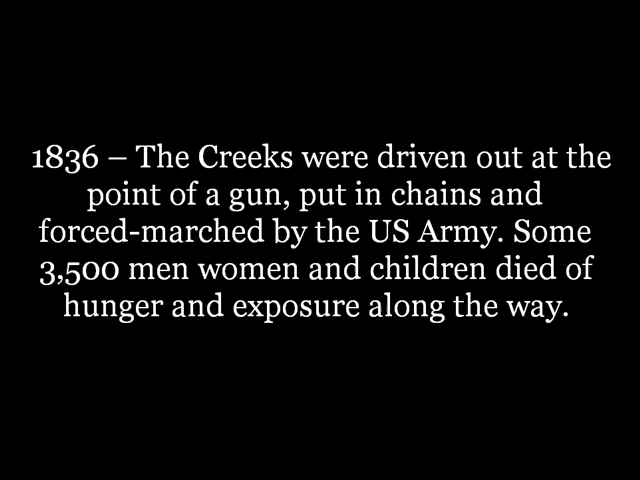 1836 – The Creeks were driven out at the
point of a gun, put in chains and
forced-marched by the US Army. Some
3,500 men women and children died of
hunger and exposure along the way.